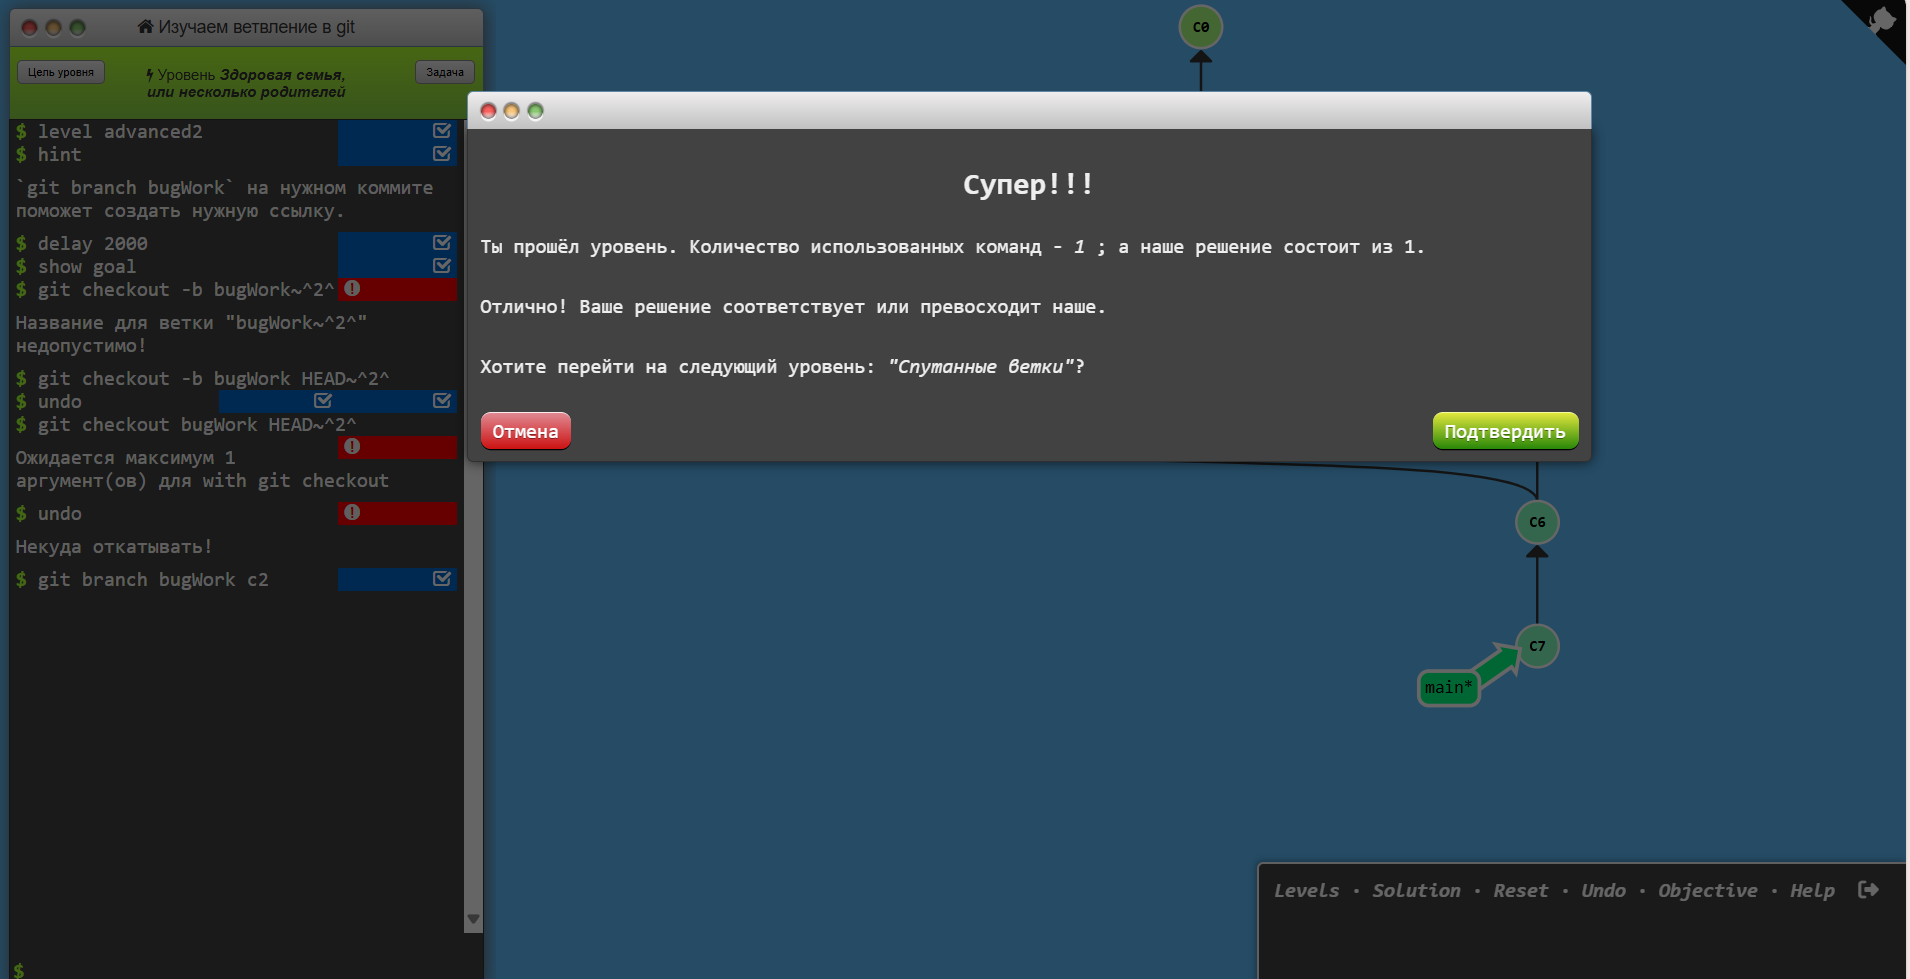 Изучаем ветвление в git
Цель уровня
Уровень Здоровая семья,
или несколько родителей
Задача
$ level advanced2
$ hint
`git branch bugWork` на нужном коммите
поможет создать нужную ссылку.
$ delay 2000
$ show goal
$ git checkout -b bugWork~^2^
Название для ветки "bugWork~^2^"
недопустимо!
$ git checkout -b bugWork HEAD~^2^
$ undo
$ git checkout bugWork HEAD~^2^
Ожидается максимум 1
аргумент(ов) для with git checkout
$ undo
Некуда откатывать!
$ git branch bugWork c2
$
C0
Супер!!!
Ты прошёл уровень. Количество использованных команд - 1 ; а наше решение состоит из 1.
Отлично! Ваше решение соответствует или превосходит наше.
Хотите перейти на следующий уровень: "Спутанные ветки"?
Отмена
Подтвердить
C6
C7
main*
Levels · Solution · Reset · Undo · Objective · Help